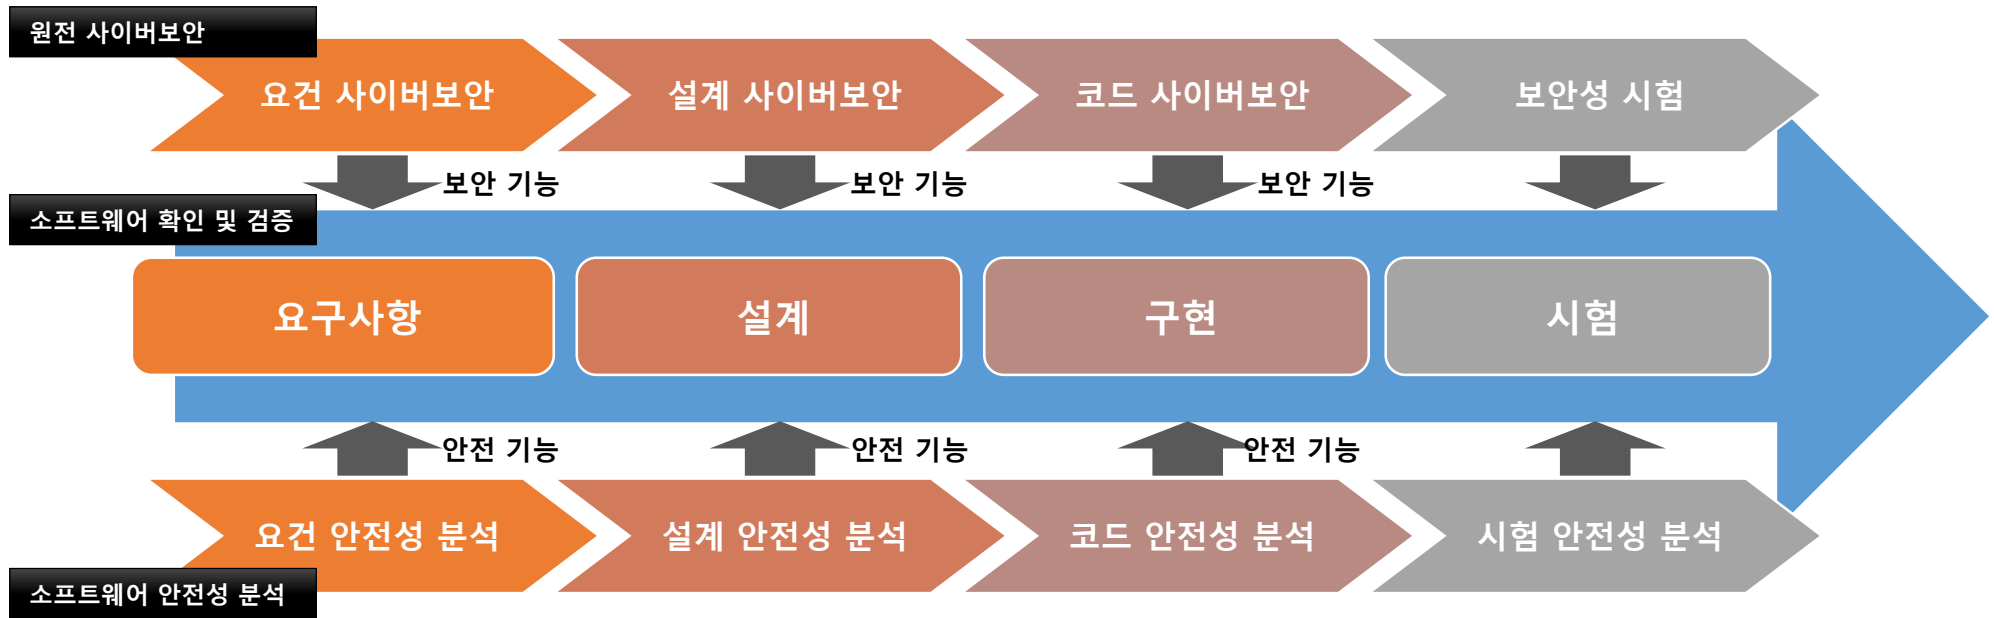 원전 사이버보안
요건 사이버보안
설계 사이버보안
코드 사이버보안
보안성 시험
보안 기능
보안 기능
보안 기능
소프트웨어 확인 및 검증
요구사항
설계
구현
시험
안전 기능
안전 기능
안전 기능
요건 안전성 분석
설계 안전성 분석
코드 안전성 분석
시험 안전성 분석
소프트웨어 안전성 분석